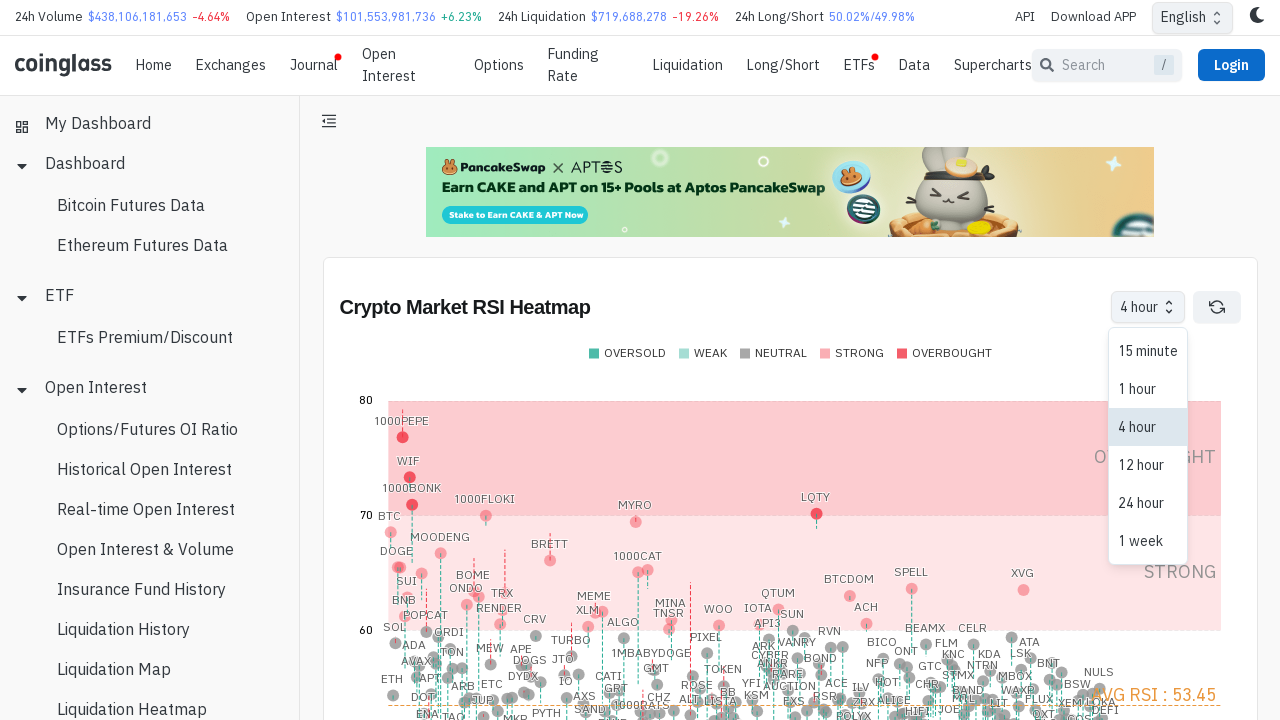 24h Volume $438,106,181,653 -4.64% Open Interest $101,553,981,736 +6.23% 24h Liquidation $719,688,278 -19.26% 24h Long/Short 50.02%/49.98% API Download APP English
coinglass Home Exchanges Journal Open Interest Options Funding Rate Liquidation Long/Short ETFs Data Supercharts Search / Login
My Dashboard
Dashboard
Bitcoin Futures Data
Ethereum Futures Data
ETF
ETFs Premium/Discount
Open Interest
Options/Futures OI Ratio
Historical Open Interest
Real-time Open Interest
Open Interest & Volume
Insurance Fund History
Liquidation History
Liquidation Map
Liquidation Heatmap
PancakeSwap × APTOS
Earn CAKE and APT on 15+ Pools at Aptos PancakeSwap
Stake to Earn CAKE & APT Now
Crypto Market RSI Heatmap
4 hour
15 minute
1 hour
4 hour
12 hour
24 hour
1 week
OVERSOLD WEAK NEUTRAL STRONG OVERBOUGHT
80
1000PEPE
WIF
1000BONK
1000FLOKI
MYRO
LQTY
70
BTC
MOODENG
DOGE
BRETT
1000CAT
SUI
BOME
ONDO
TRX
BTCDOM
SPELL
XVG
STRONG
BNB
RENDER
MEME
XLM
MINA
TNSR
WOO
IOTA
QTUM
SUN
ACH
POPCAT
CRV
ALGO
API3
60
SOL
ORDI
TURBO
PIXEL
RVN
BEAMX
CELR
ADA
TON
MEW
APE
1MBABYDOGE
ARK
VANRY
BICO
FLM
ATA
AVAX
DOGS
JTO
CYBER
BOND
ONT
KNC
KDA
LSK
ETH
APT
DYDX
IO
CATI
GMT
TOKEN
ANKR
RARE
NFP
GTC
NTRN
BNT
NULS
ARB
ETC
GRT
ROSE
YFI
AUCTION
ACE
HOT
CHR
STMX
MBOX
BSW
DOT
JUP
AXS
CHZ
ALT
BB
KSM
PSR
ILV
ALICE
BAND
WAXP
FLUX
XEM
LOKA
AVG RSI : 53.45
ENA
TAO
MKR
PYTH
SAND
1000RATS
LISTA
FXS
ZRX
POLYX
HIFI
JOE
MTL
LIT
DXT
CQS
DEFI